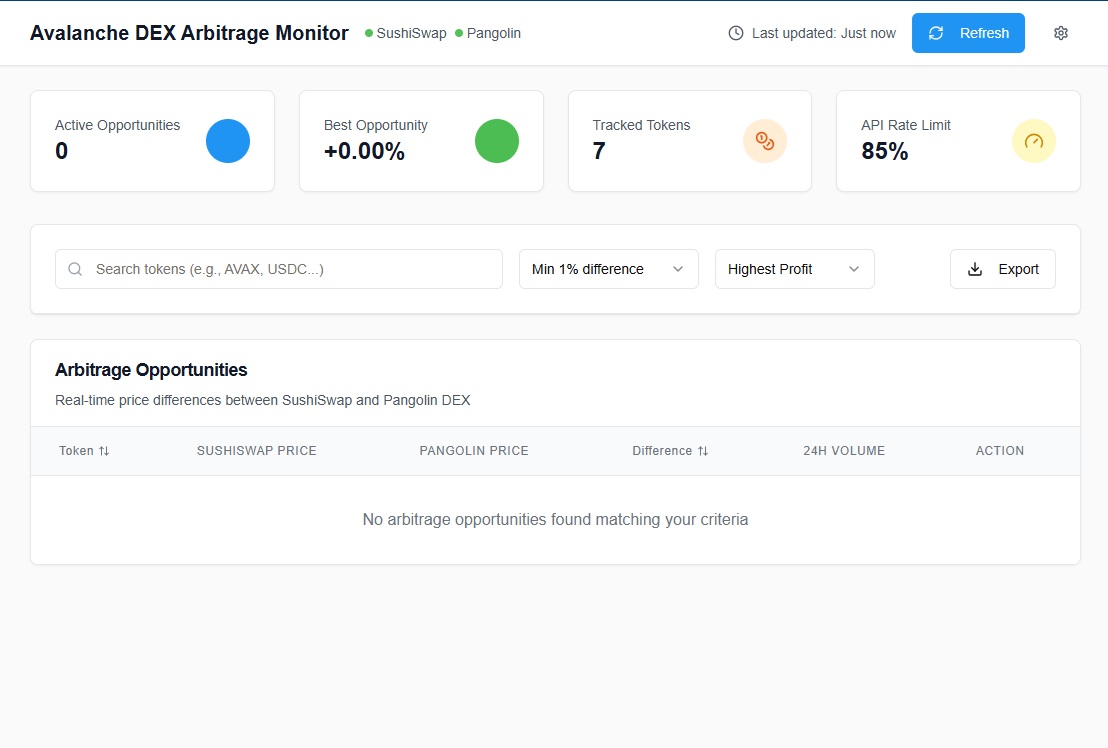 Avalanche DEX Arbitrage Monitor
SushiSwap
Pangolin
Last updated: Just now
Refresh
Active Opportunities
0
Best Opportunity
+0.00%
Tracked Tokens
7
API Rate Limit
85%
Search tokens (e.g., AVAX, USDC...)
Min 1% difference
Highest Profit
Export
Arbitrage Opportunities
Real-time price differences between SushiSwap and Pangolin DEX
Token
SUSHISWAP PRICE
PANGOLIN PRICE
Difference
24H VOLUME
ACTION
No arbitrage opportunities found matching your criteria